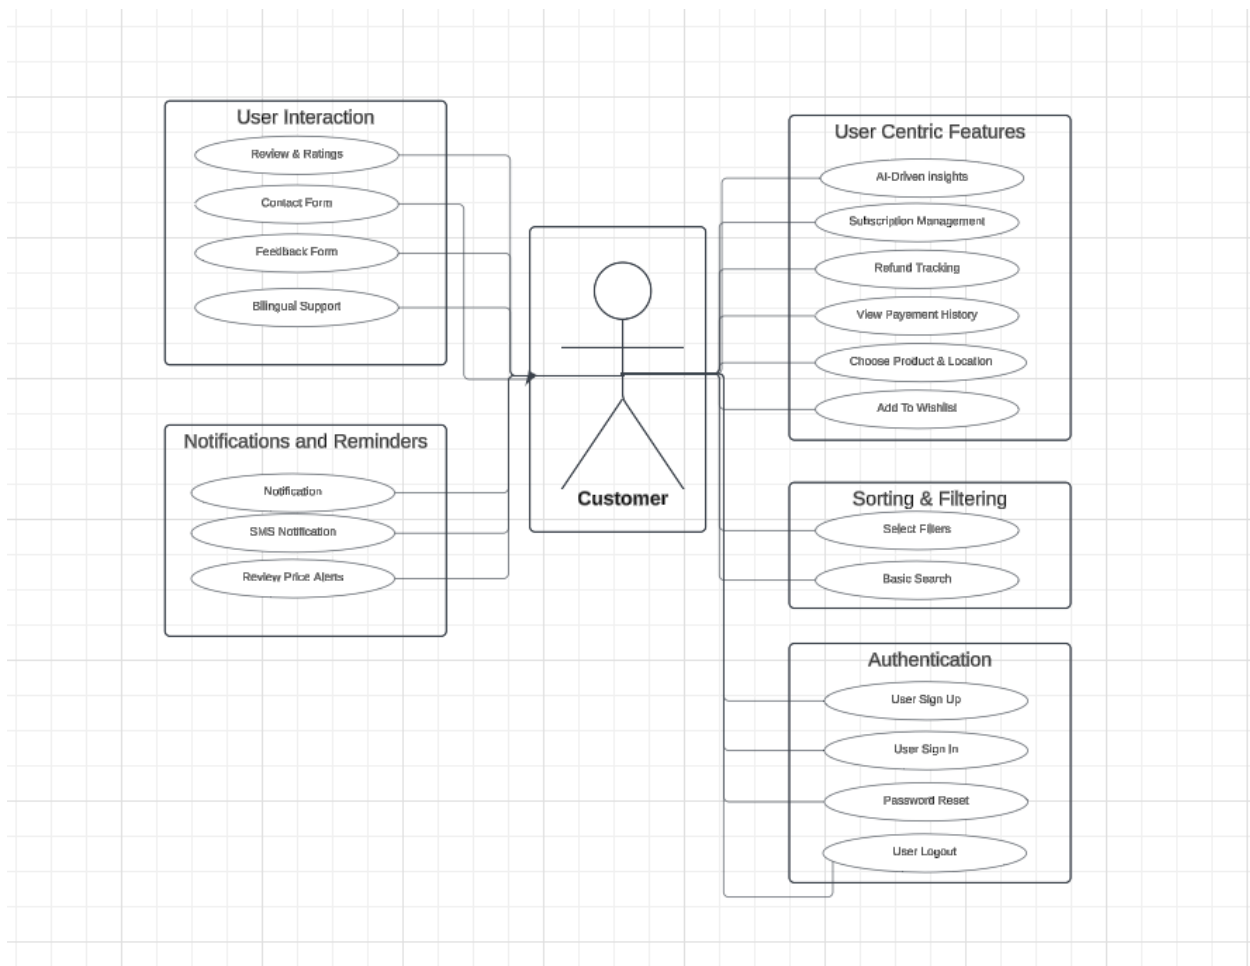 User Interaction
Review & Ratings
Contact Form
Feedback Form
Bilingual Support
Notifications and Reminders
Notification
SMS Notification
Review Price Alerts
Customer
User Centric Features
AI-Driven insights
Subscription Management
Refund Tracking
View Payement History
Choose Product & Location
Add To Wishlist
Sorting & Filtering
Select Filters
Basic Search
Authentication
User Sign Up
User Sign In
Password Reset
User Logout